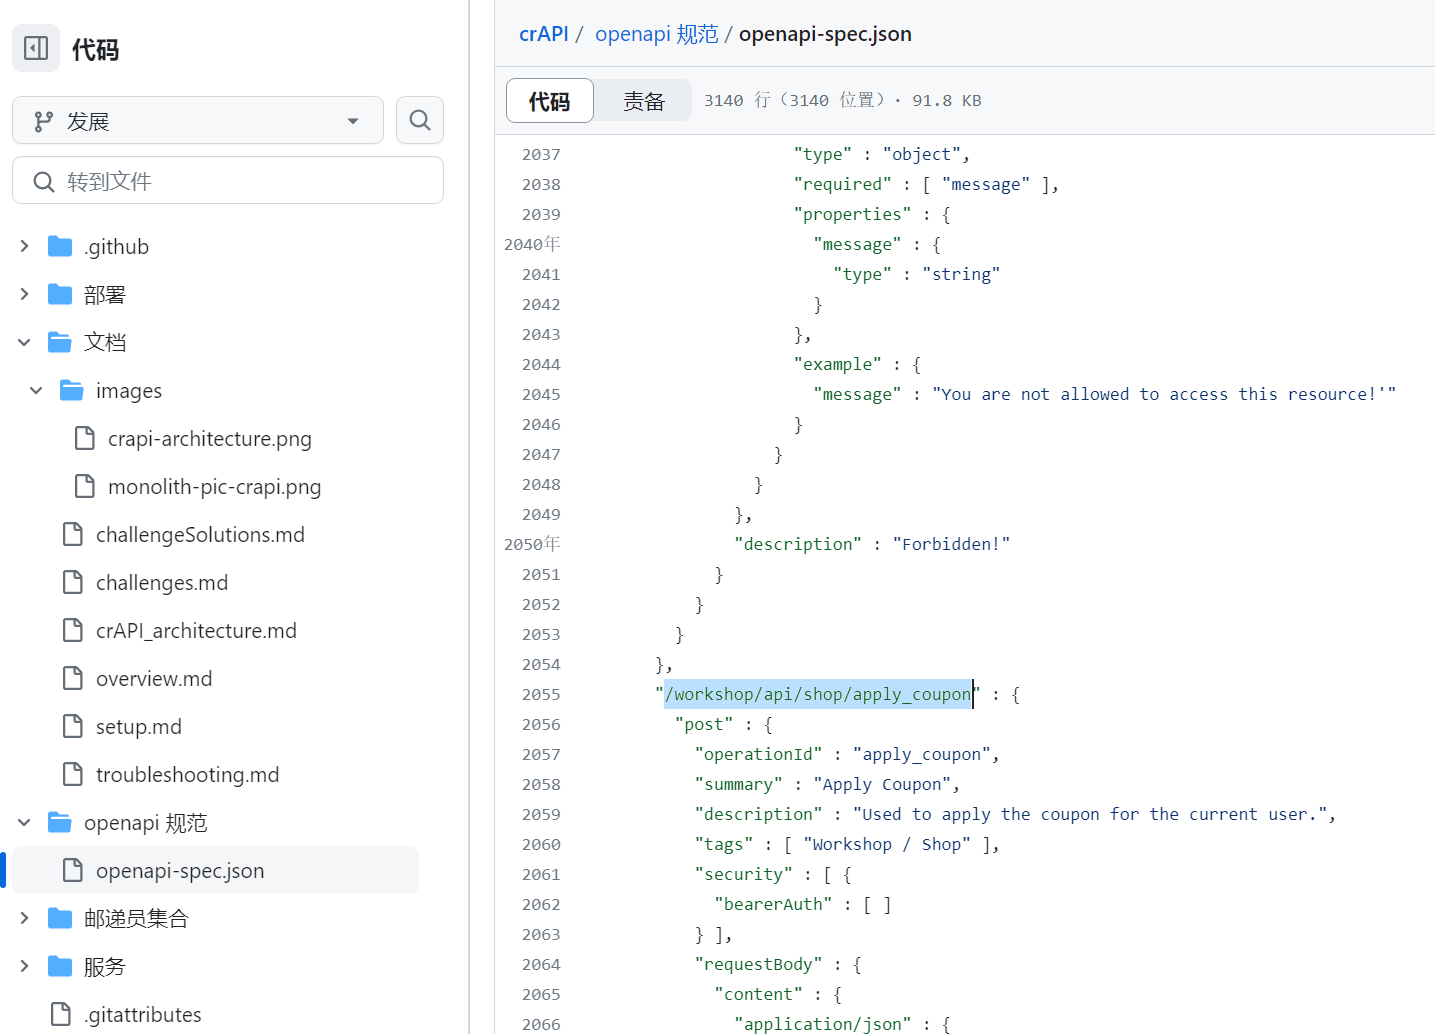 代码
发展
转到文件
.github
部署
文档
images
crapi-architecture.png
monolith-pic-crapi.png
challengeSolutions.md
challenges.md
crAPI_architecture.md
overview.md
setup.md
troubleshooting.md
openapi 规范
openapi-spec.json
邮递员集合
服务
.gitattributes
crAPI / openapi 规范 / openapi-spec.json
代码 责备 3140 行（3140 位置）· 91.8 KB
2037 "type" : "object",
2038 "required" : [ "message" ],
2039 "properties" : {
2040年 "message" : {
2041 "type" : "string"
2042 }
2043 },
2044 "example" : {
2045 "message" : "You are not allowed to access this resource!'"
2046 }
2047 }
2048 }
2049 },
2050年 "description" : "Forbidden!"
2051 }
2052 }
2053 }
2054 },
2055 "/workshop/api/shop/apply_coupon" : {
2056 "post" : {
2057 "operationId" : "apply_coupon",
2058 "summary" : "Apply Coupon",
2059 "description" : "Used to apply the coupon for the current user.",
2060 "tags" : [ "Workshop / Shop" ],
2061 "security" : [ {
2062 "bearerAuth" : [ ]
2063 } ],
2064 "requestBody" : {
2065 "content" : {
2066 "application/json" : {